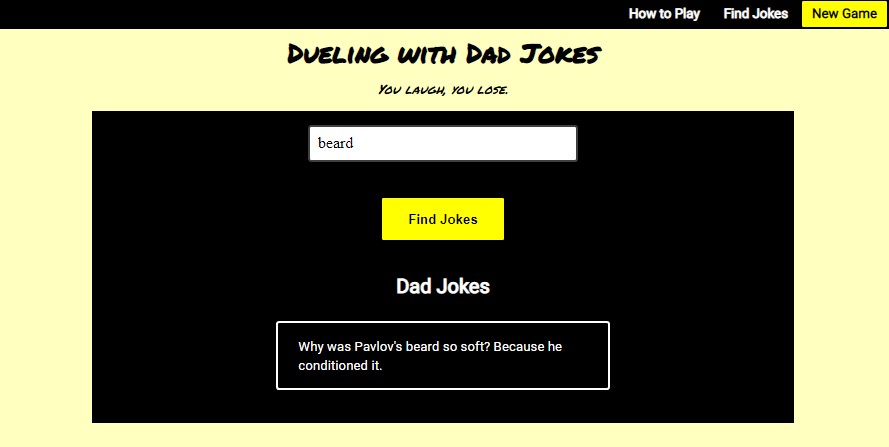 How to Play Find Jokes New Game
Dueling with Dad Jokes
You laugh, you lose.
beard
Find Jokes
Dad Jokes
Why was Pavlov's beard so soft? Because he
conditioned it.